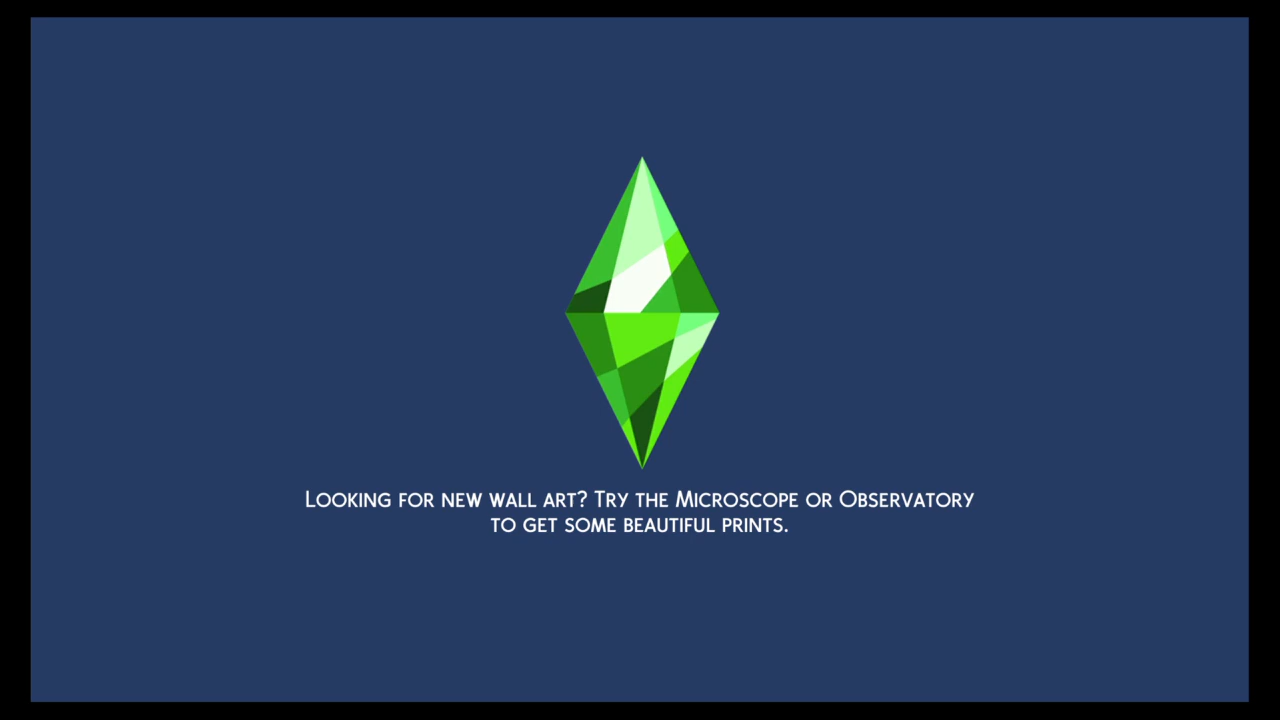 Looking for new wall art? Try the Microscope or Observatory
to get some beautiful prints.